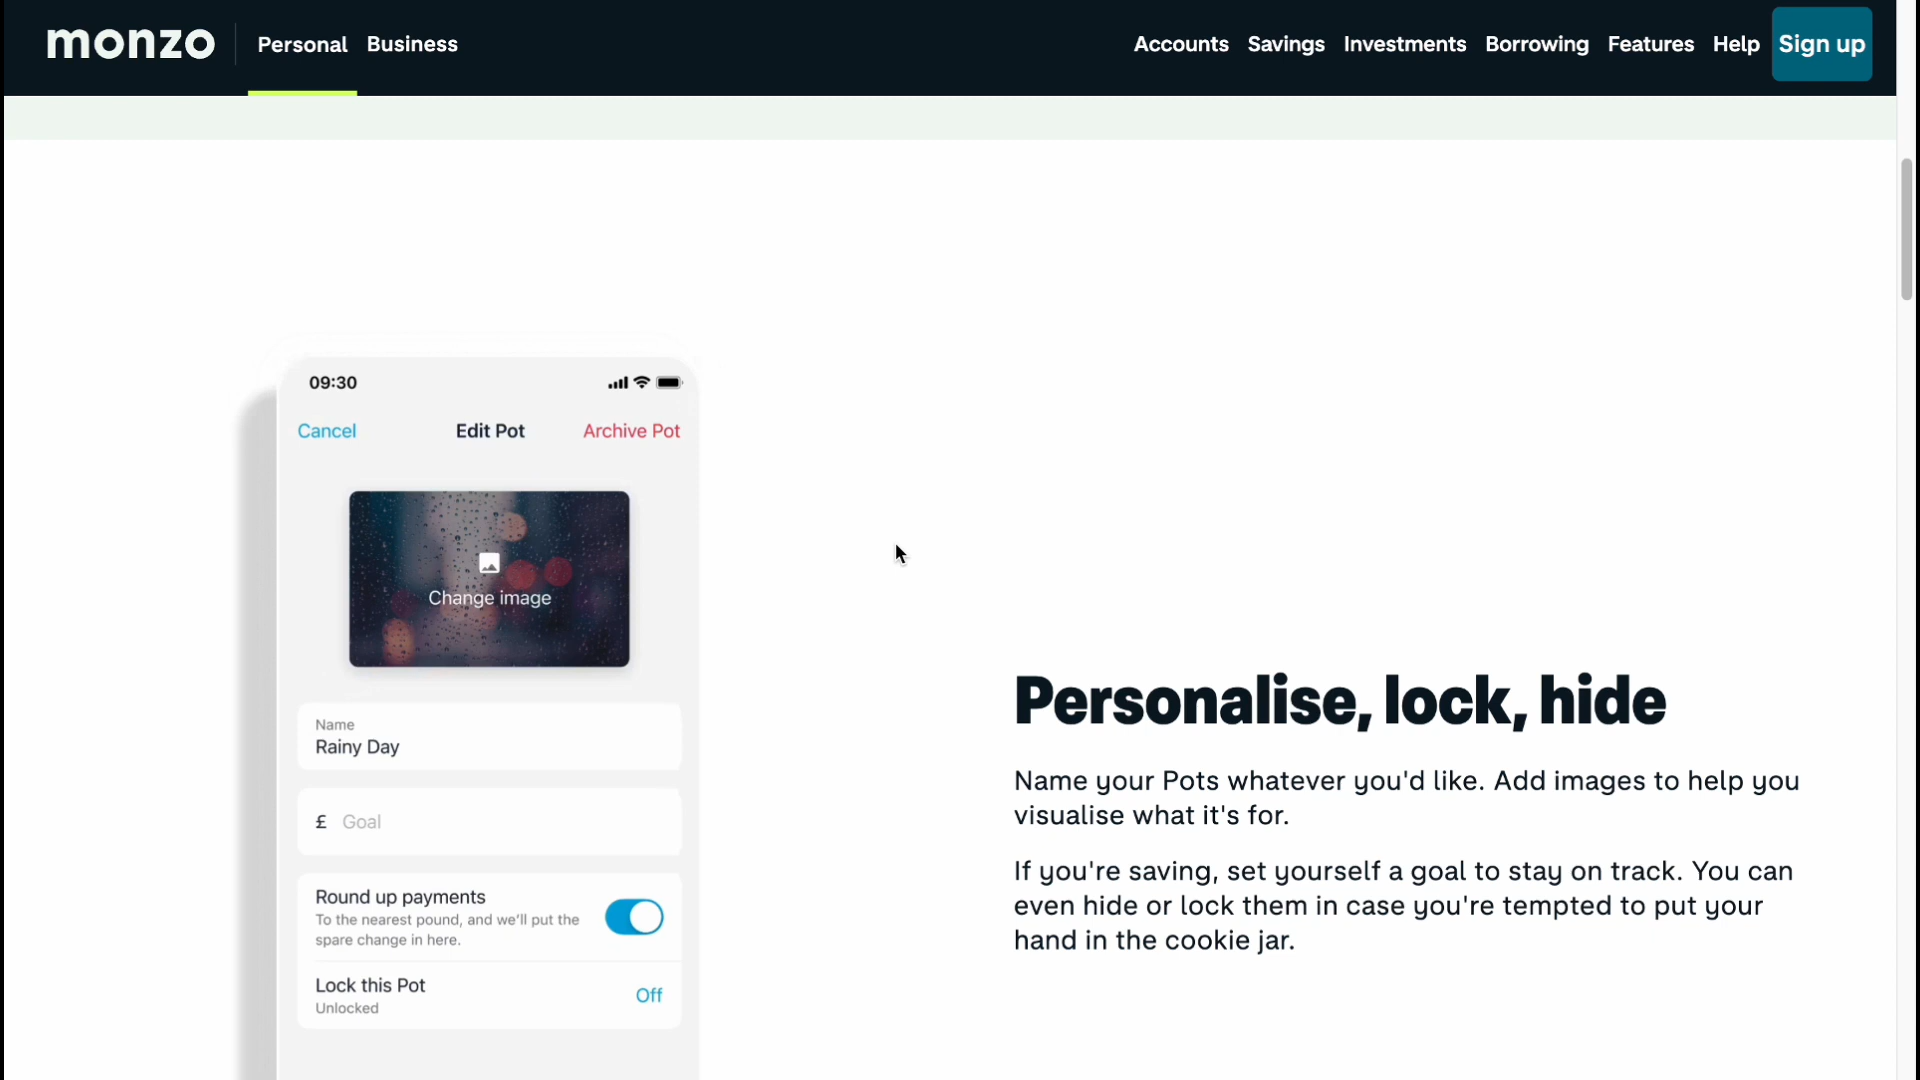 monzo
Personal Business
Accounts Savings Investments Borrowing Features Help Sign up
09:30
Cancel Edit Pot Archive Pot
Change image
Name
Rainy Day
£ Goal
Round up payments
To the nearest pound, and we'll put the
spare change in here.
Lock this Pot
Unlocked
Off
Personalise, lock, hide
Name your Pots whatever you'd like. Add images to help you
visualise what it's for.
If you're saving, set yourself a goal to stay on track. You can
even hide or lock them in case you're tempted to put your
hand in the cookie jar.